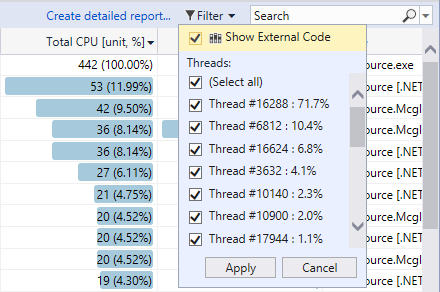 Create detailed report...
Filter
Search
Total CPU [unit, %]
Show External Code
442 (100.00%)
ource.exe
Threads:
53 (11.99%)
(Select all)
ource [.NET
42 (9.50%)
Thread #16288 : 71.7%
ource.Mcgl
36 (8.14%)
Thread #6812 : 10.4%
ource.Mcgl
36 (8.14%)
Thread #16624 : 6.8%
ource [.NET
27 (6.11%)
Thread #3632 : 4.1%
ource [.NET
21 (4.75%)
Thread #10140 : 2.3%
ource [.NET
20 (4.52%)
Thread #10900 : 2.0%
ource.Mcgl
20 (4.52%)
Thread #17944 : 1.1%
ource [.NET
20 (4.52%)
ource.Mcgl
19 (4.30%)
ource [.NET
Apply
Cancel